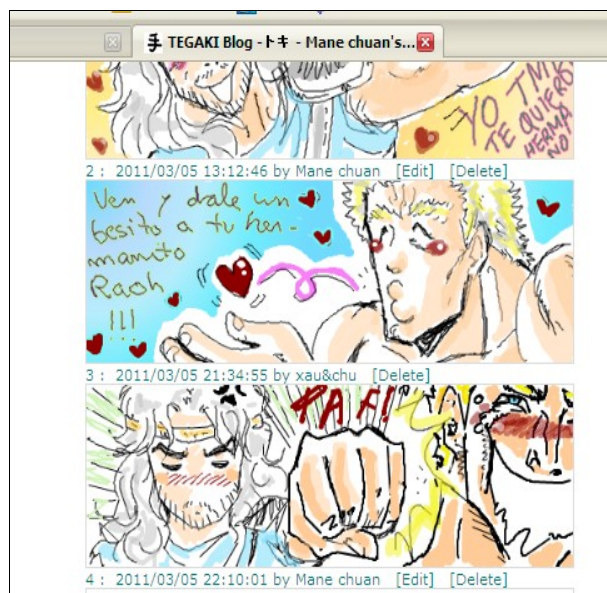 手 TEGAKI Blog -トキ - Mane chuan's...
YO TMB
TE QUIERO
HERMA
NO!
2 : 2011/03/05 13:12:46 by Mane chuan [Edit] [Delete]
Ven y dale un
besito a tu her-
manito
Raoh
!!!
3 : 2011/03/05 21:34:55 by xau&chu [Delete]
PAF!
4 : 2011/03/05 22:10:01 by Mane chuan [Edit] [Delete]